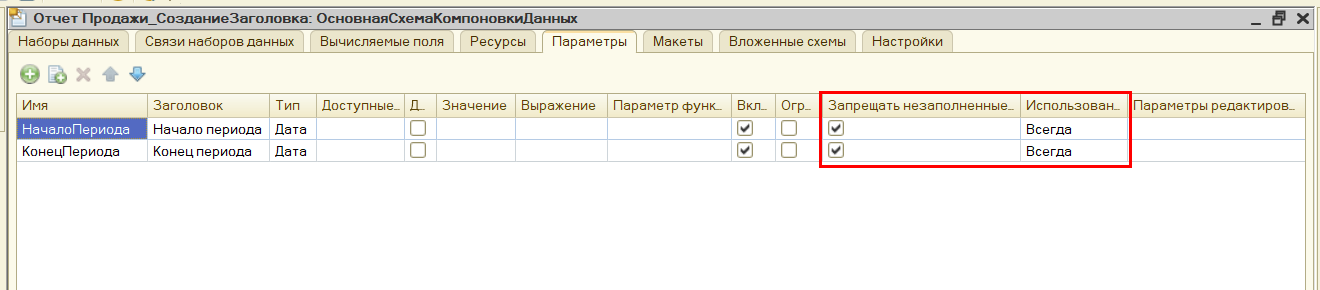 Отчет Продажи_СозданиеЗаголовка: ОсновнаяСхемаКомпоновкиДанных
Наборы данных Связи наборов данных Вычисляемые поля Ресурсы Параметры Макеты Вложенные схемы Настройки
Имя Заголовок Тип Доступные... Д... Значение Выражение Параметр функ... Вкл... Огр... Запрещать незаполненные... Использован... Параметры редактиров...
НачалоПериода Начало периода Дата Всегда
КонецПериода Конец периода Дата Всегда